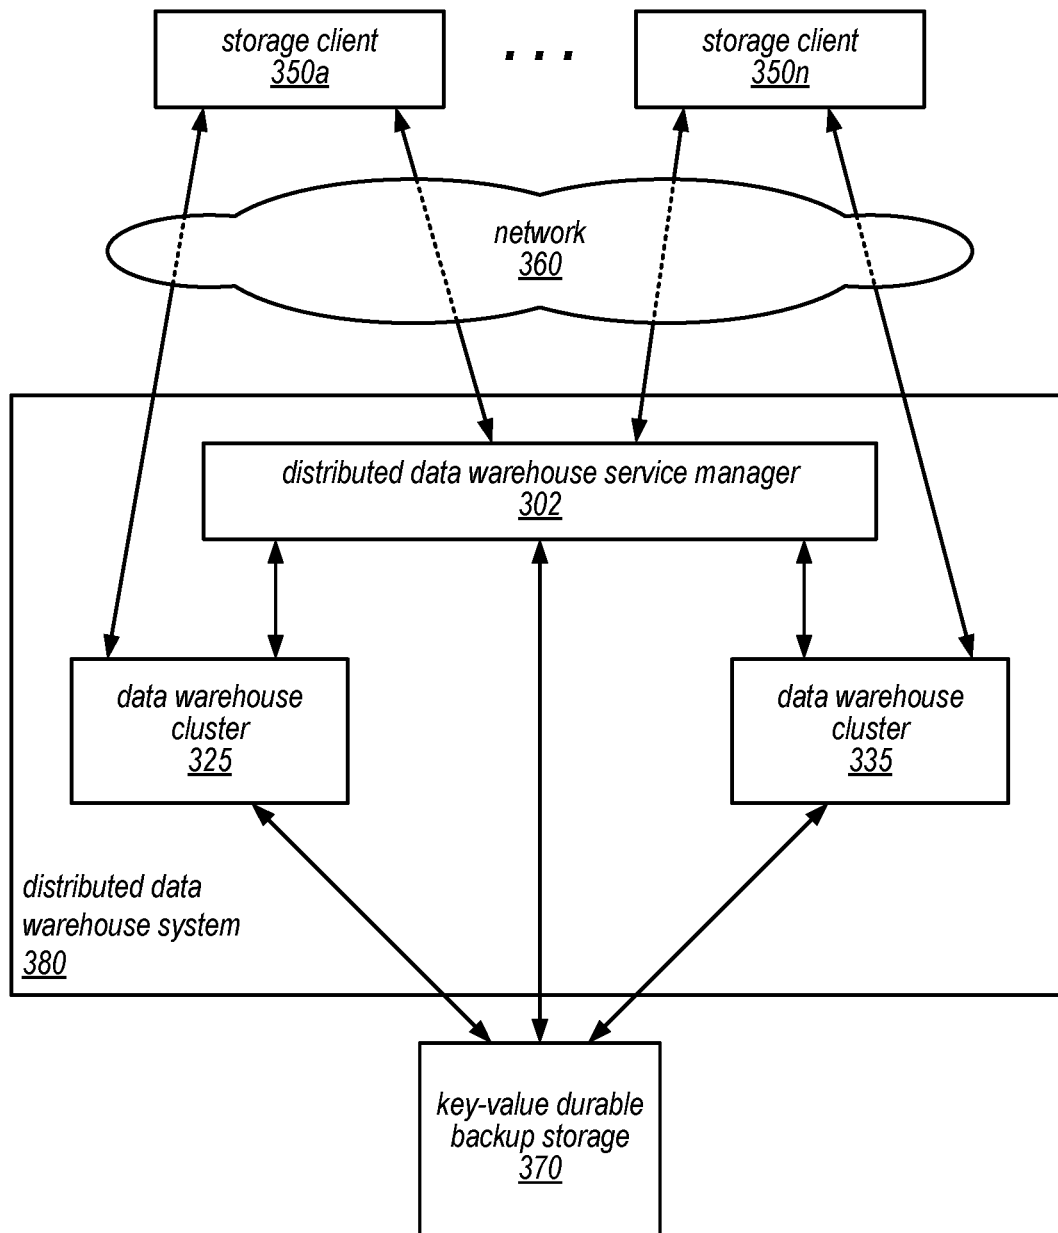 storage client
350a
. . .
storage client
350n
network
360
distributed data warehouse service manager
302
data warehouse
cluster
325
data warehouse
cluster
335
distributed data
warehouse system
380
key-value durable
backup storage
370